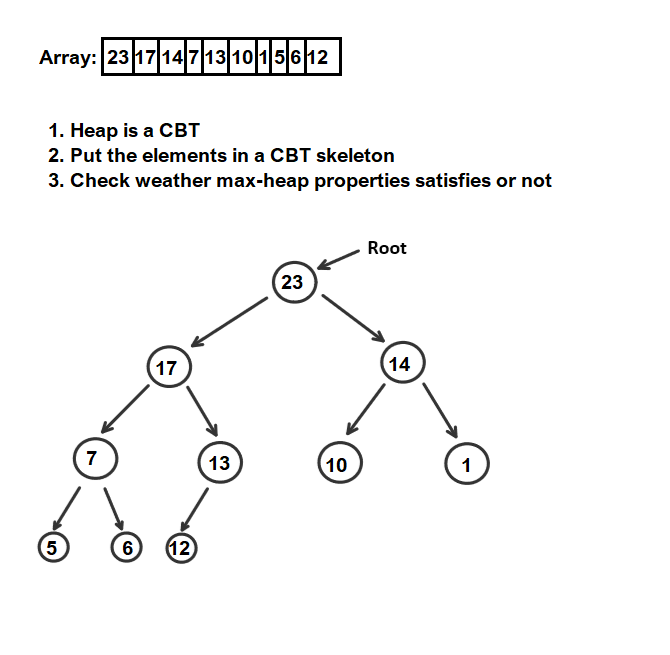 Array: 23 17 14 7 13 10 1 5 6 12
1. Heap is a CBT
2. Put the elements in a CBT skeleton
3. Check weather max-heap properties satisfies or not
Root
23
17 14
7 13 10 1
5 6 12